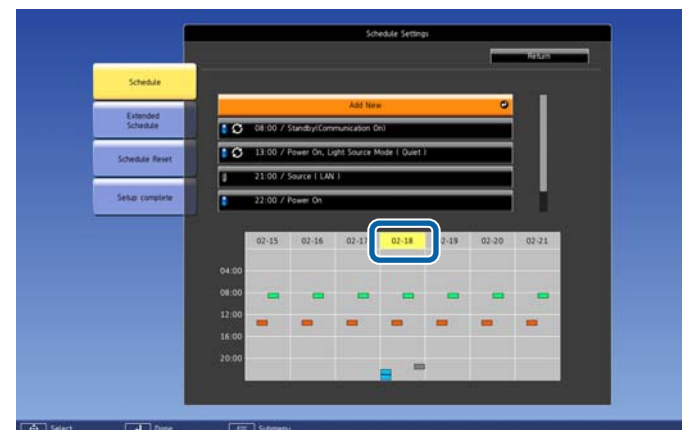 Schedule Settings
Return
Schedule
Extended
Schedule
Schedule Reset
Setup complete
Add New
08:00 / Standby(Communication On)
13:00 / Power On, Light Source Mode ( Quiet )
21:00 / Source ( LAN )
22:00 / Power On
02-15 02-16 02-17 02-18 02-19 02-20 02-21
04:00
08:00
12:00
16:00
20:00
Select
Done
ESC Submenu